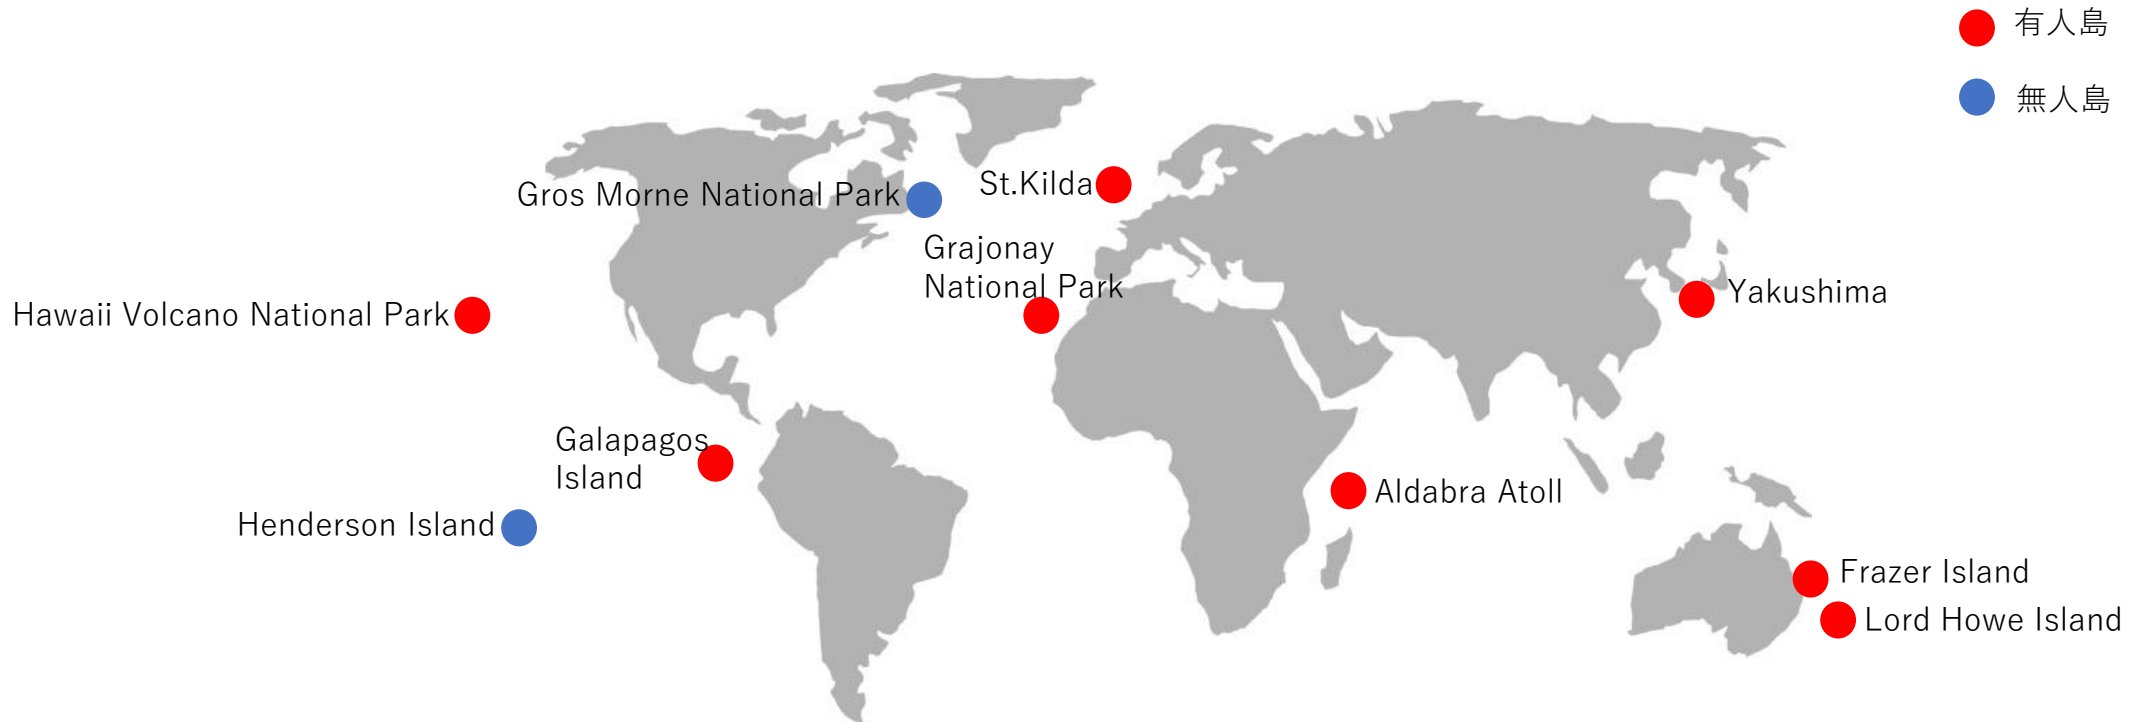 有人島
無人島
St.Kilda
Gros Morne National Park
Grajonay
National Park
Yakushima
Hawaii Volcano National Park
Galapagos
Island
Aldabra Atoll
Henderson Island
Frazer Island
Lord Howe Island